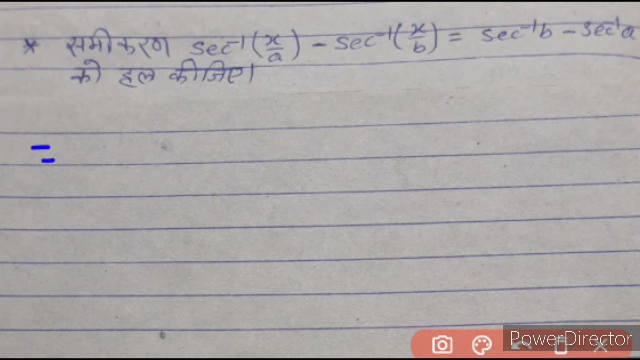 * समीकरण sec⁻¹(x/a) - sec⁻¹(x/b) = sec⁻¹b - sec⁻¹a
को हल कीजिए।
=
PowerDirector